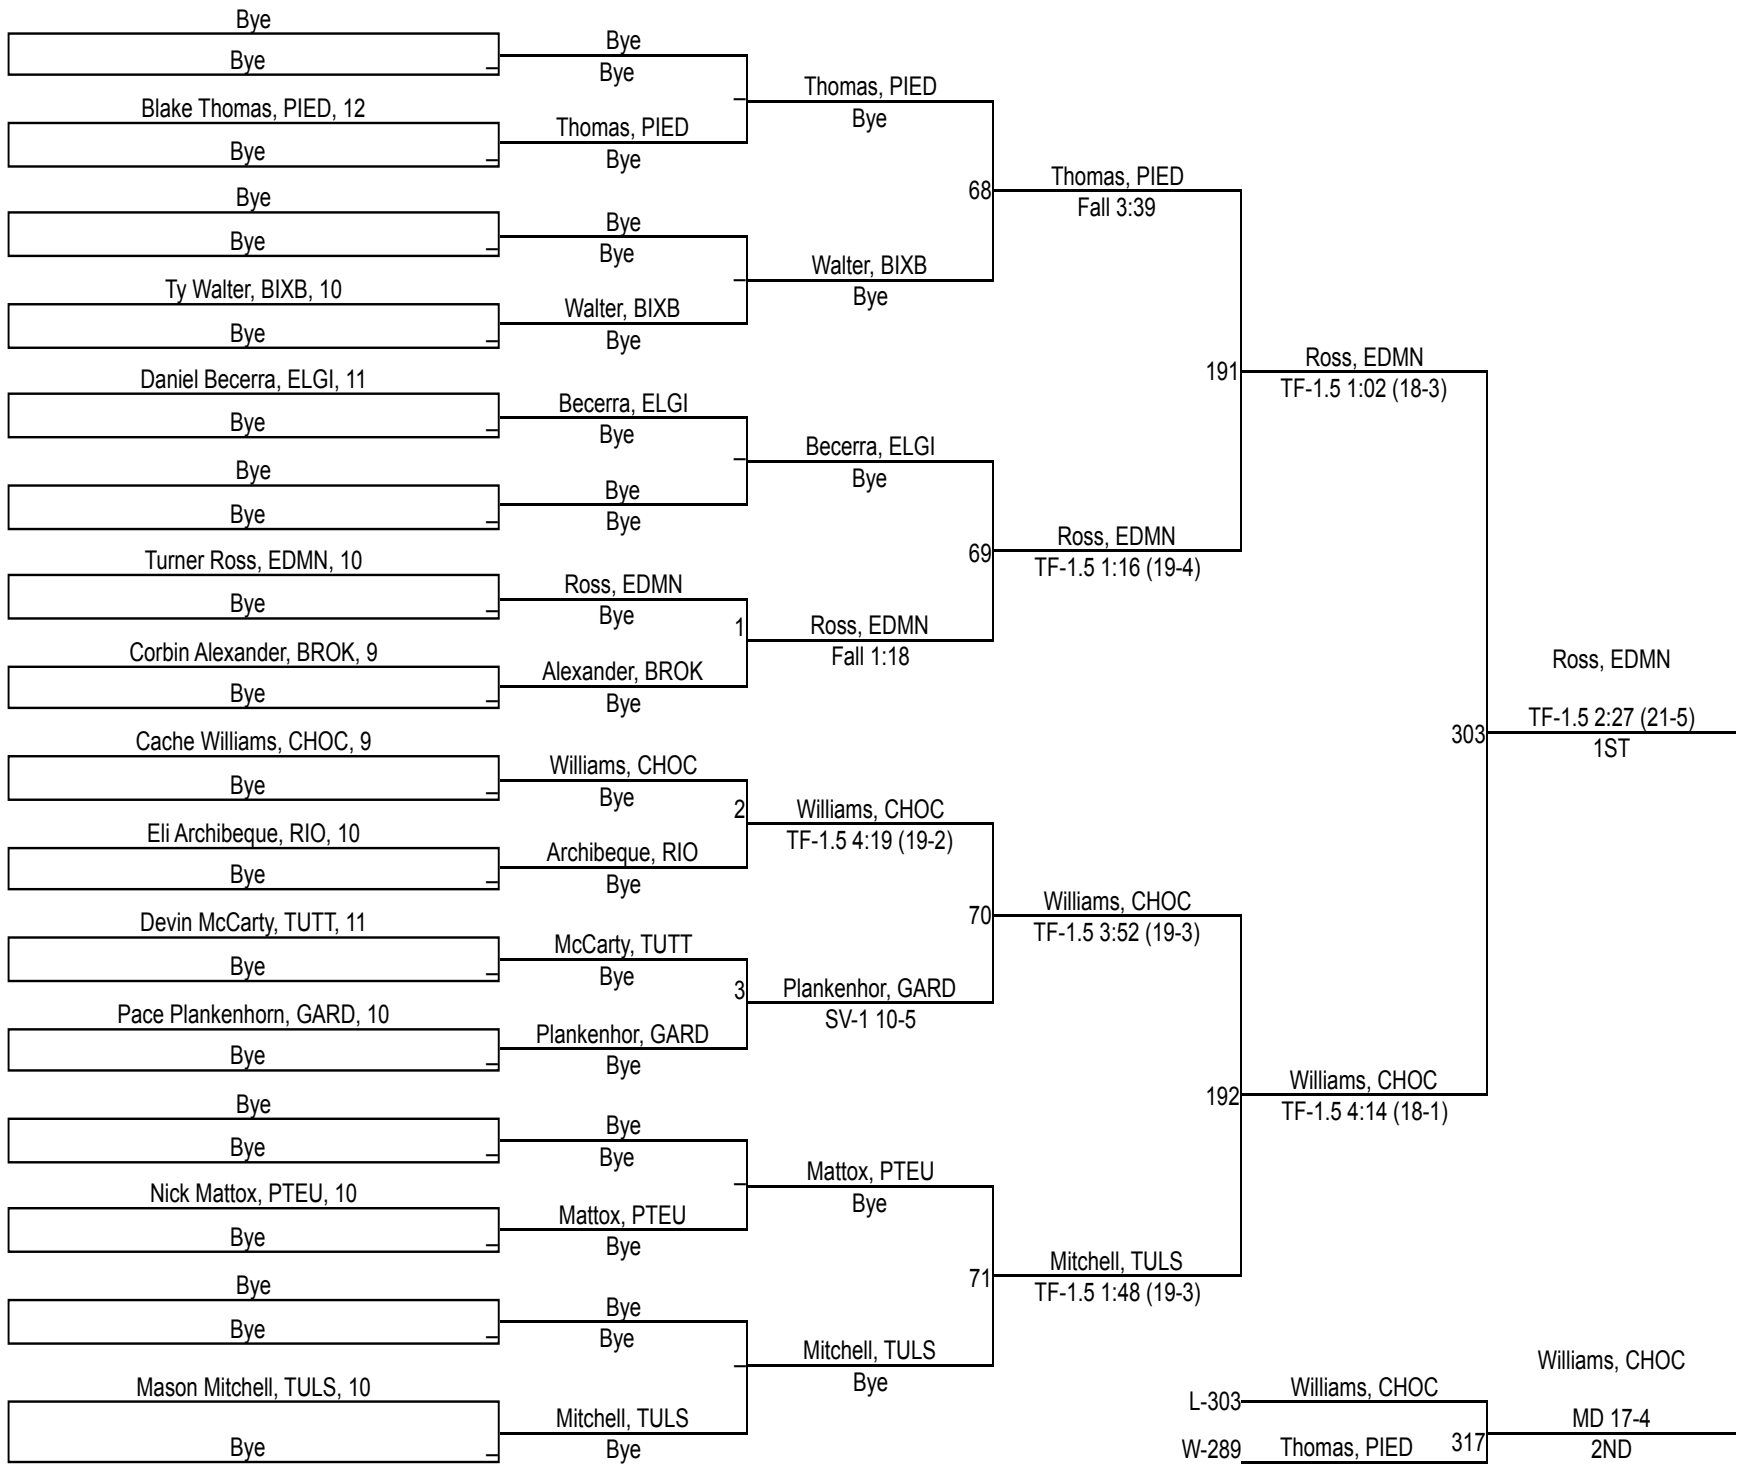 Bye
Bye
Blake Thomas, PIED, 12
Bye
Bye
Bye
Ty Walter, BIXB, 10
Bye
Daniel Becerra, ELGI, 11
Bye
Bye
Bye
Turner Ross, EDMN, 10
Bye
Corbin Alexander, BROK, 9
Bye
Cache Williams, CHOC, 9
Bye
Eli Archibeque, RIO, 10
Bye
Devin McCarty, TUTT, 11
Bye
Pace Plankenhorn, GARD, 10
Bye
Bye
Bye
Nick Mattox, PTEU, 10
Bye
Bye
Bye
Mason Mitchell, TULS, 10
Bye
Bye
Bye
Thomas, PIED
Bye
Bye
Bye
Walter, BIXB
Bye
Becerra, ELGI
Bye
Bye
Bye
Ross, EDMN
Bye
1
Alexander, BROK
Bye
Williams, CHOC
Bye
2
Archibeque, RIO
Bye
McCarty, TUTT
Bye
3
Plankenhor, GARD
Bye
Bye
Bye
Mattox, PTEU
Bye
Bye
Bye
Mitchell, TULS
Bye
Thomas, PIED
Bye
68
Walter, BIXB
Bye
Becerra, ELGI
Bye
69
Ross, EDMN
Fall 1:18
Williams, CHOC
TF-1.5 4:19 (19-2)
70
Plankenhor, GARD
SV-1 10-5
Mattox, PTEU
Bye
71
Mitchell, TULS
Bye
Thomas, PIED
Fall 3:39
191
Ross, EDMN
TF-1.5 1:16 (19-4)
Williams, CHOC
TF-1.5 3:52 (19-3)
192
Mitchell, TULS
TF-1.5 1:48 (19-3)
Ross, EDMN
TF-1.5 1:02 (18-3)
303
Williams, CHOC
TF-1.5 4:14 (18-1)
Ross, EDMN
TF-1.5 2:27 (21-5)
1ST
L-303 Williams, CHOC
W-289 Thomas, PIED
317
Williams, CHOC
MD 17-4
2ND